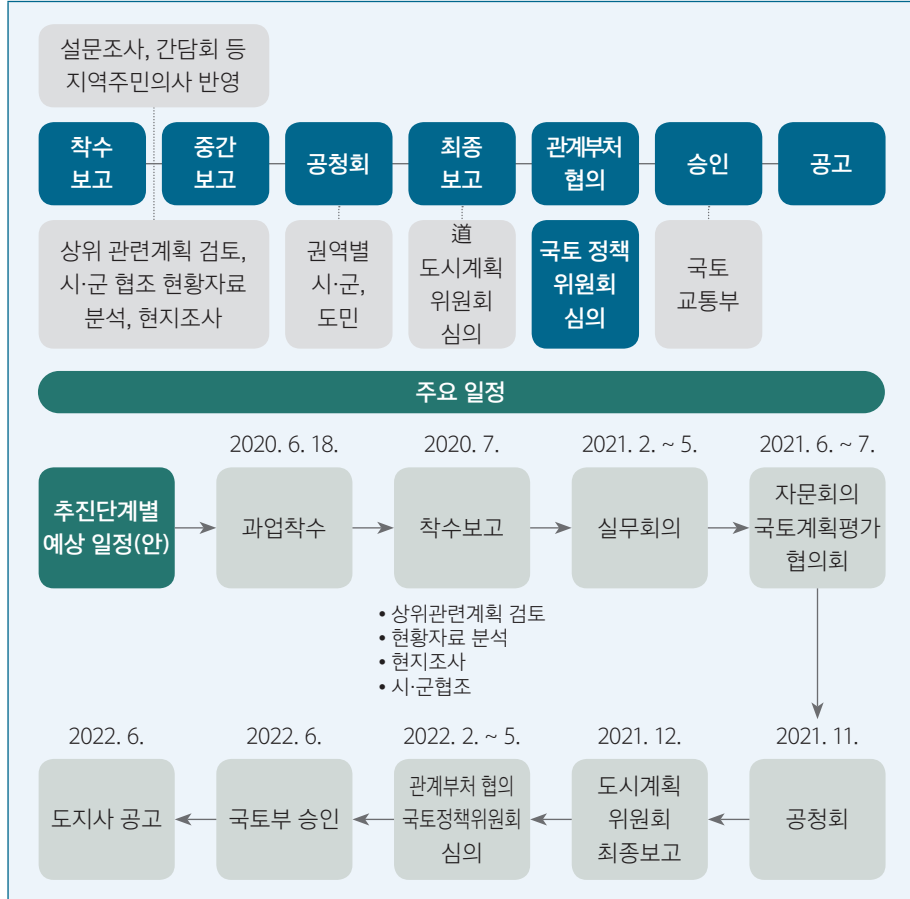 설문조사, 간담회 등
지역주민의사 반영
착수
보고
중간
보고
공청회
최종
보고
관계부처
협의
승인
공고
상위 관련계획 검토,
시·군 협조 현황자료
분석, 현지조사
권역별
시·군,
도민
道
도시계획
위원회
심의
국토 정책
위원회
심의
국토
교통부
주요 일정
추진단계별
예상 일정(안)
2020. 6. 18.
과업착수
2020. 7.
착수보고
• 상위관련계획 검토
• 현황자료 분석
• 현지조사
• 시·군협조
2021. 2. ~ 5.
실무회의
2021. 6. ~ 7.
자문회의
국토계획평가
협의회
2021. 11.
공청회
2021. 12.
도시계획
위원회
최종보고
2022. 2. ~ 5.
관계부처 협의
국토정책위원회
심의
2022. 6.
국토부 승인
2022. 6.
도지사 공고